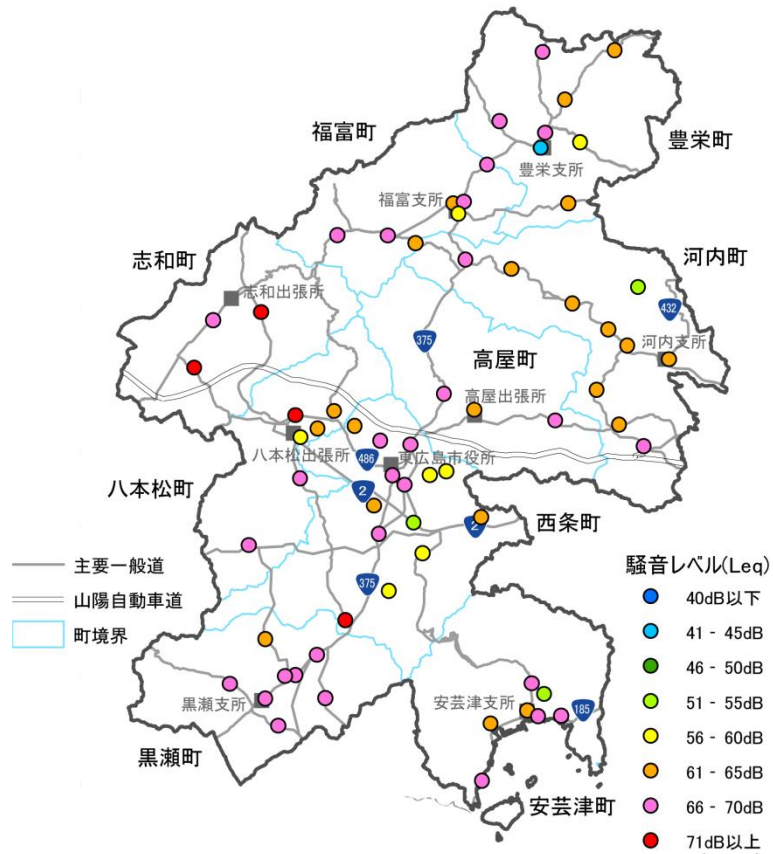 福富町
豊栄町
豊栄支所
福富支所
志和町
河内町
志和出張所
432
375
河内支所
高屋町
高屋出張所
八本松出張所
486
東広島市役所
八本松町
2
西条町
2
主要一般道
山陽自動車道
町境界
375
騒音レベル(Leq)
40dB以下
41 - 45dB
46 - 50dB
51 - 55dB
56 - 60dB
61 - 65dB
66 - 70dB
71dB以上
黒瀬支所
安芸津支所
185
黒瀬町
安芸津町